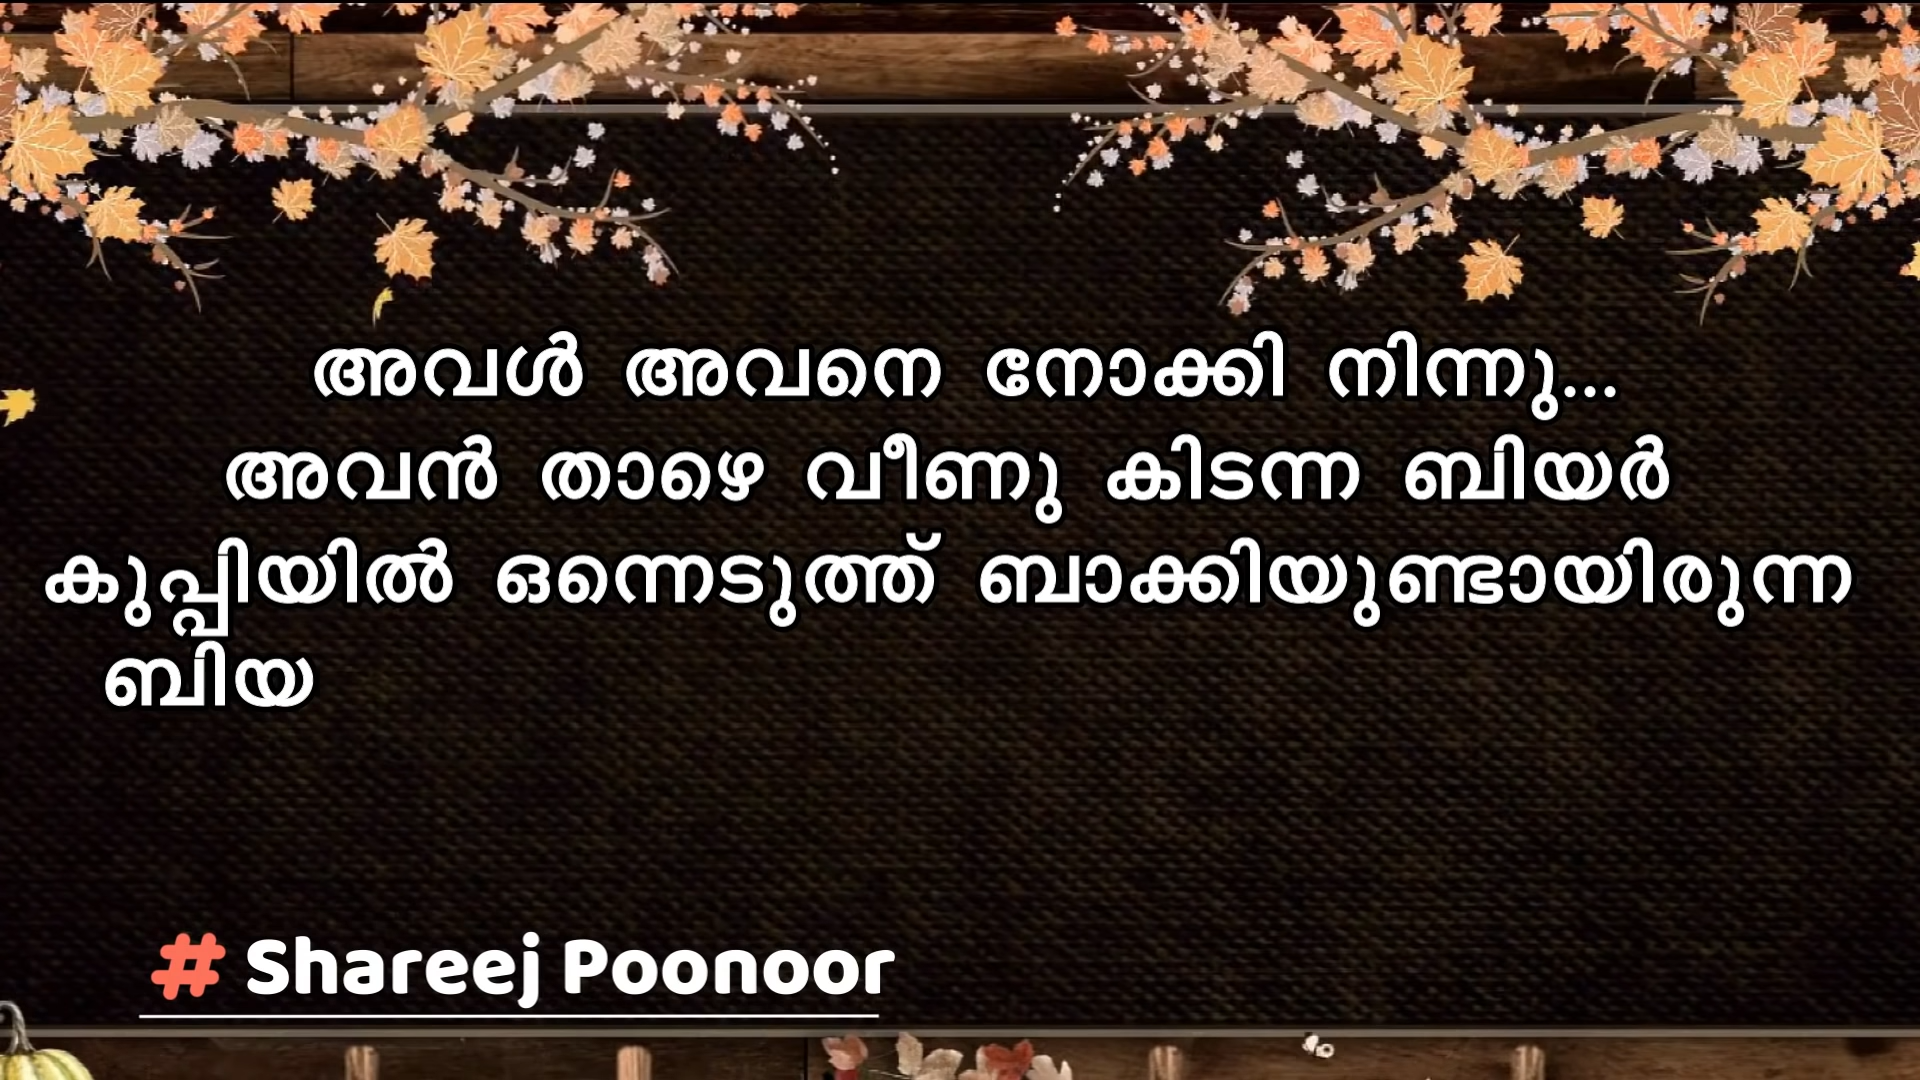 അവൾ അവനെ നോക്കി നിന്നു...
അവൻ താഴെ വീണു കിടന്ന ബിയർ
കുപ്പിയിൽ ഒന്നെടുത്ത് ബാക്കിയുണ്ടായിരുന്ന
ബിയ
# Shareej Poonoor